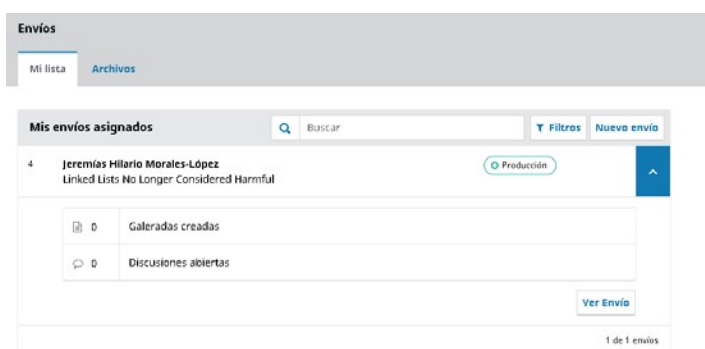 Envíos
Mi lista Archivos
Mis envíos asignados Buscar Filtros Nuevo envío
4 Jeremías Hilario Morales-López Producción
Linked Lists No Longer Considered Harmful
0 Galeradas creadas
0 Discusiones abiertas
Ver Envío
1 de 1 envíos